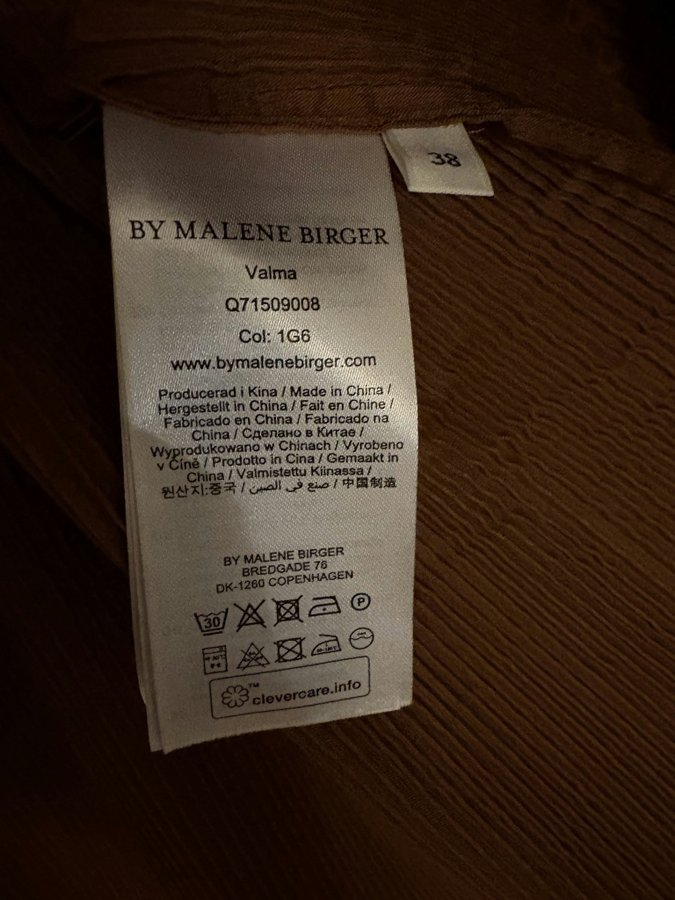 38
BY MALENE BIRGER
Valma
Q71509008
Col: 1G6
www.bymalenebirger.com
Producerad i Kina / Made in China /
Hergestellt in China / Fait en Chine /
Fabricado en China / Fabricado na
China / Сделано в Китае /
Wyprodukowano w Chinach / Vyrobeno
v Číně / Prodotto in Cina / Gemaakt in
China / Valmistettu Kiinassa /
원산지:중국 / صنع في الصين / 中国制造
BY MALENE BIRGER
BREDGADE 76
DK-1260 COPENHAGEN
30
P
™ clevercare.info